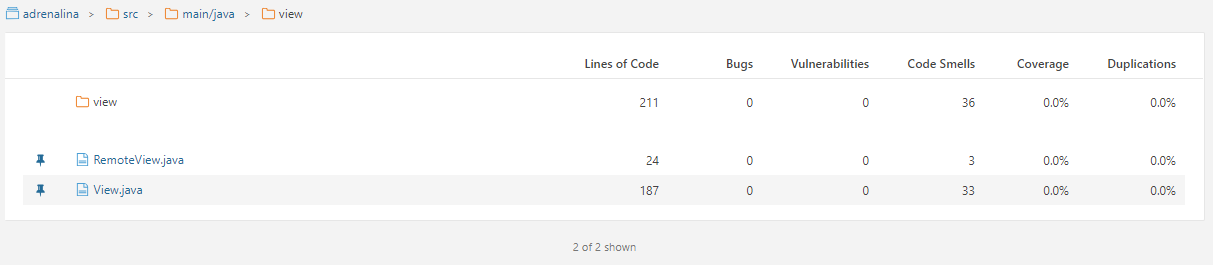 adrenalina > src > main/java > view
Lines of Code Bugs Vulnerabilities Code Smells Coverage Duplications
view 211 0 0 36 0.0% 0.0%
RemoteView.java 24 0 0 3 0.0% 0.0%
View.java 187 0 0 33 0.0% 0.0%
2 of 2 shown